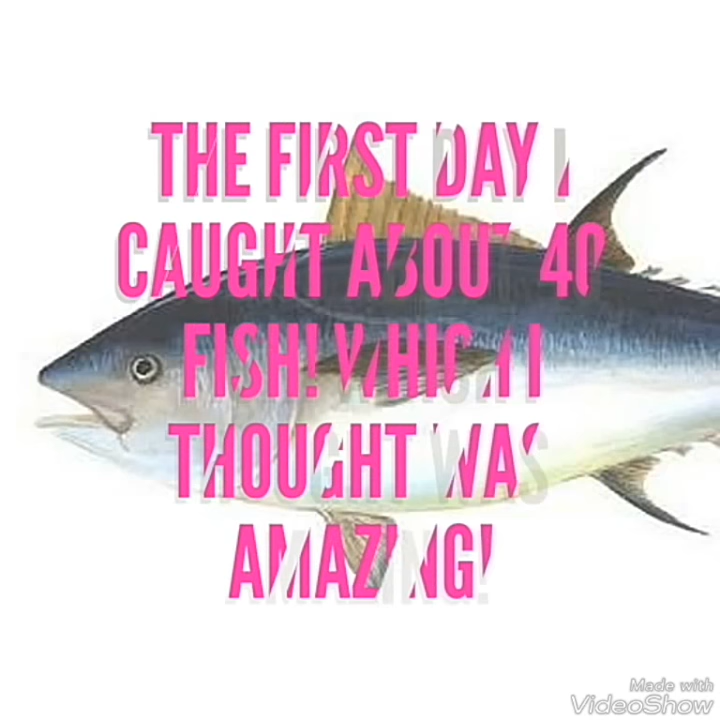 THE FIRST DAY I
CAUGHT ABOUT 40
FISH! WHICH I
THOUGHT WAS
AMAZING!
Made with
VideoShow